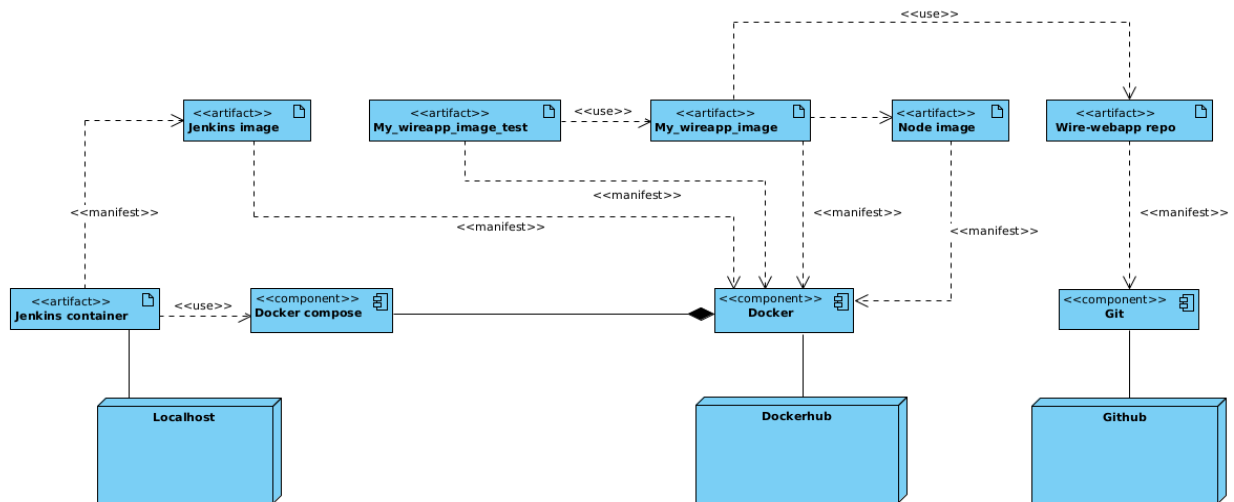 <<use>>
<<artifact>>
Jenkins image
<<artifact>>
My_wireapp_image_test
<<use>>
<<artifact>>
My_wireapp_image
<<artifact>>
Node image
<<artifact>>
Wire-webapp repo
<<manifest>>
<<manifest>>
<<manifest>>
<<manifest>>
<<manifest>>
<<manifest>>
<<artifact>>
Jenkins container
<<use>>
<<component>>
Docker compose
<<component>>
Docker
<<component>>
Git
Localhost
Dockerhub
Github